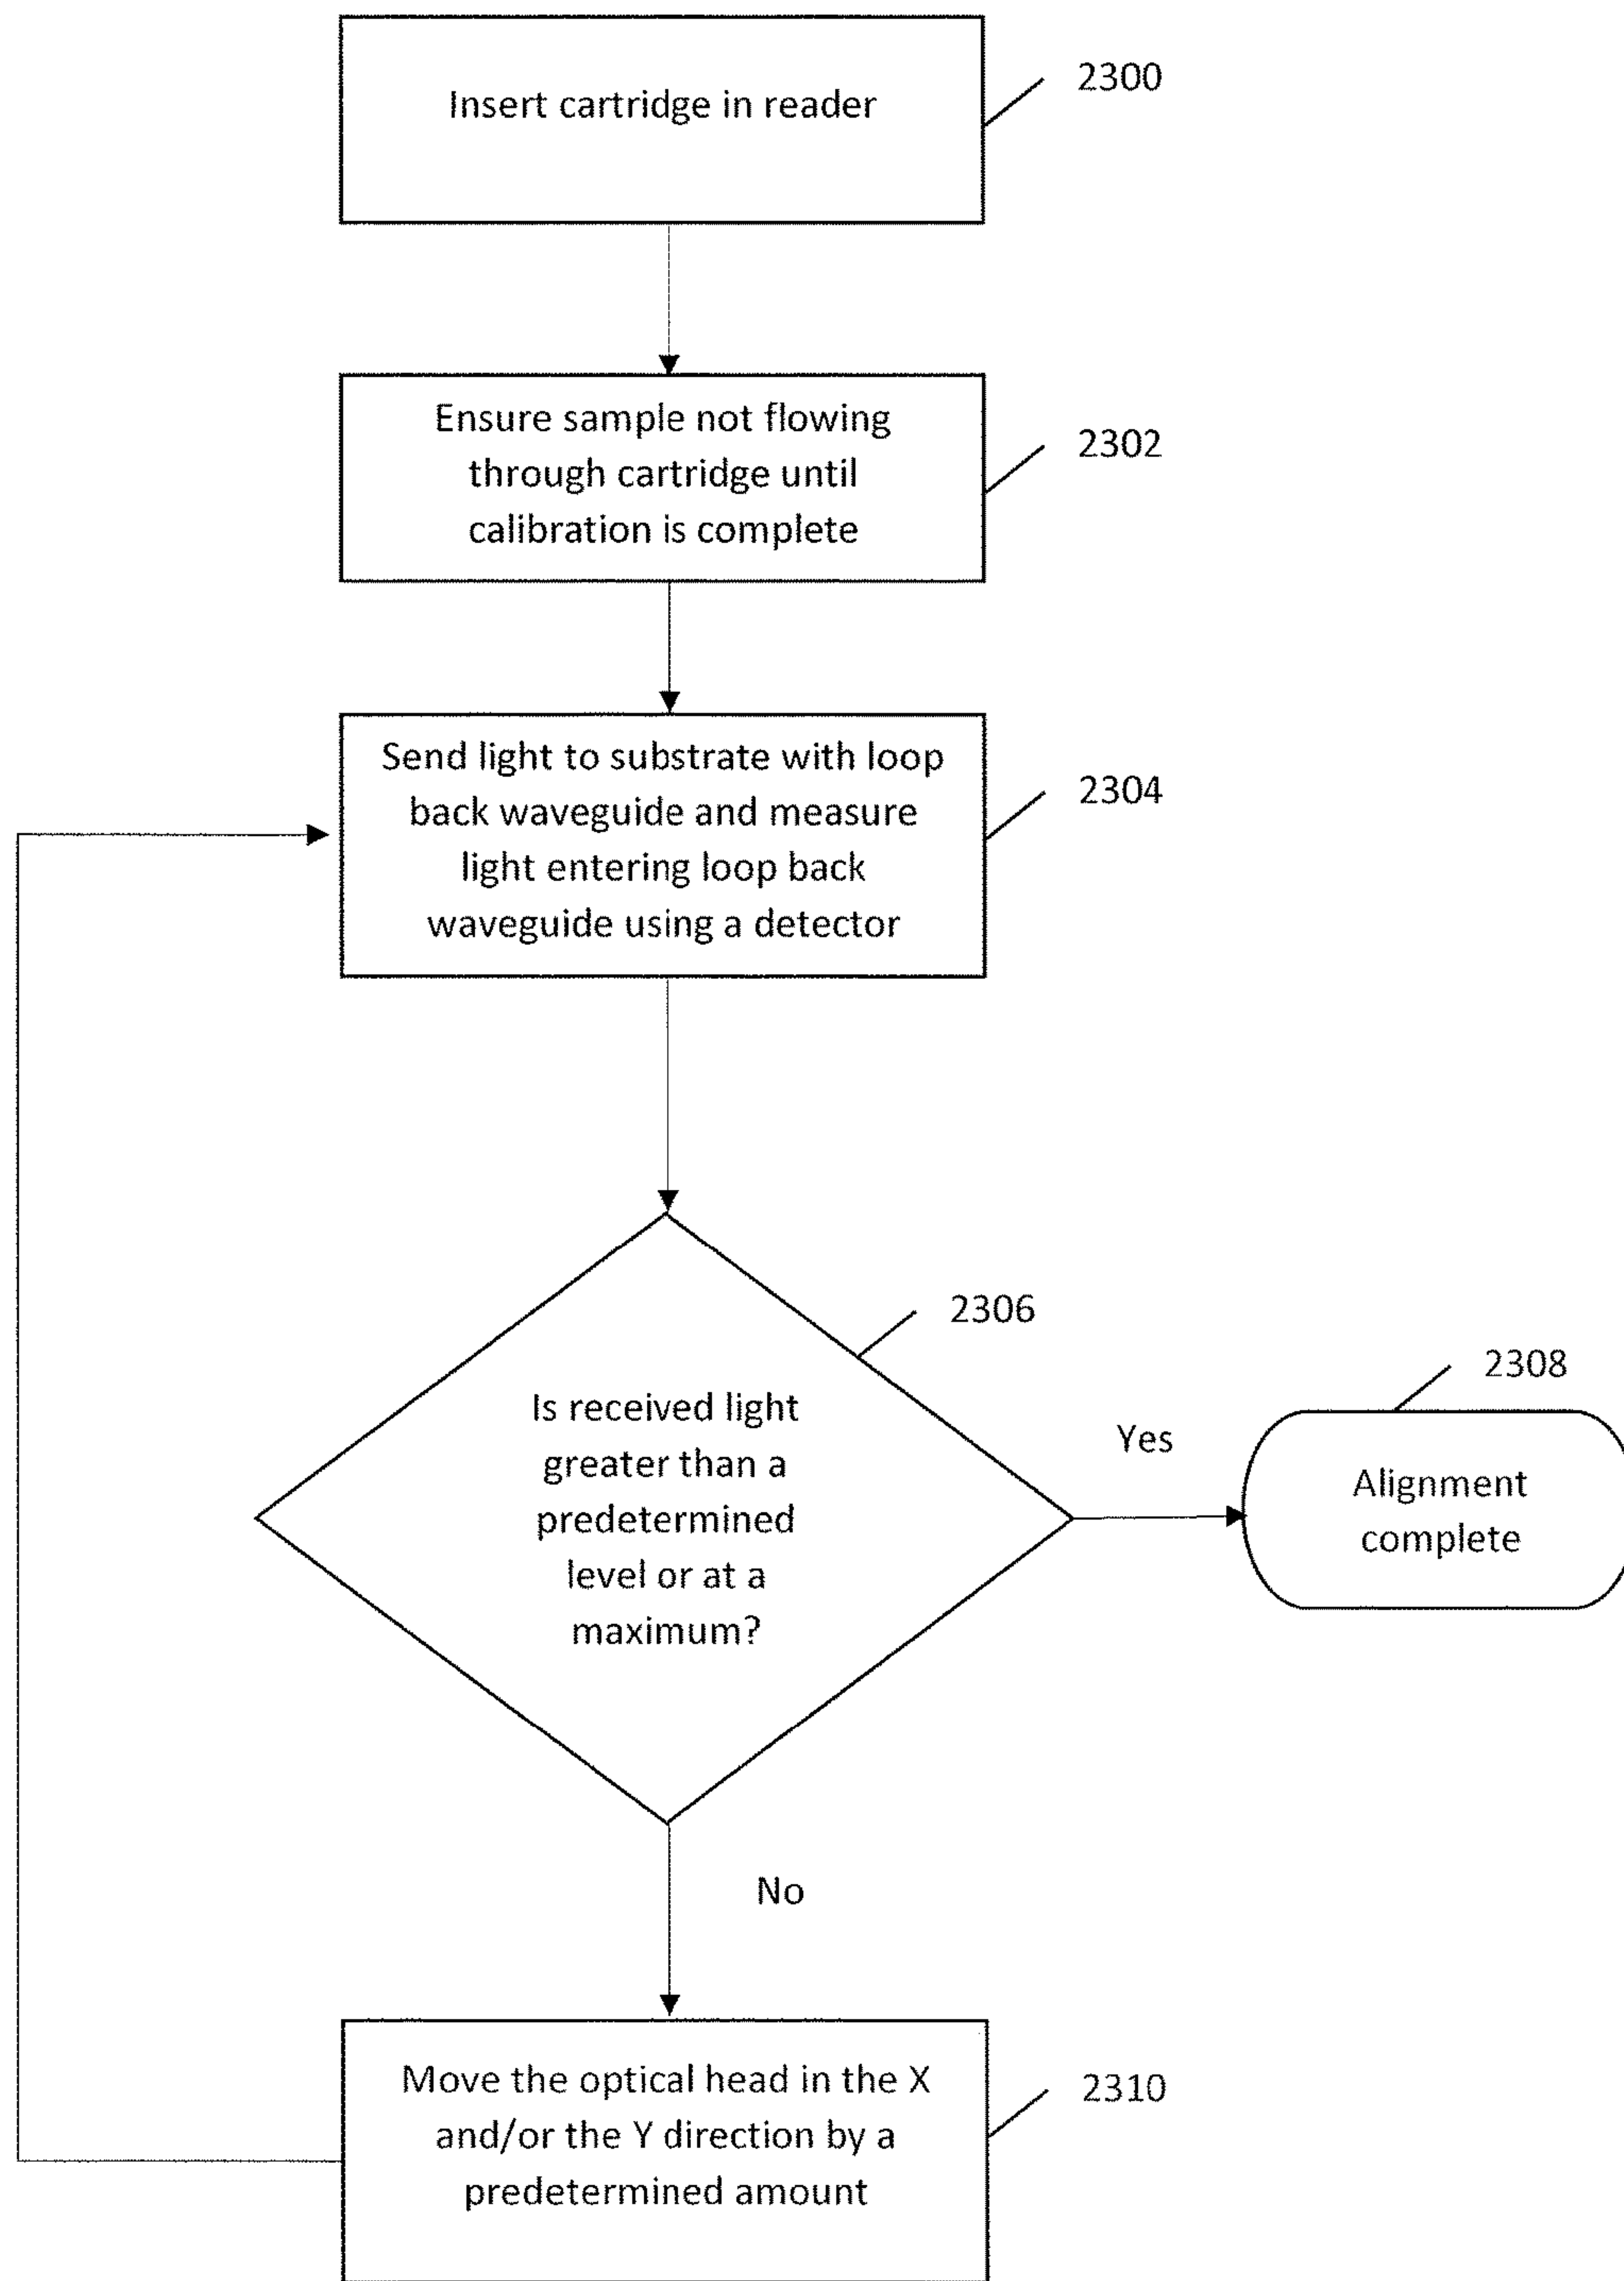 Insert cartridge in reader
2300
Ensure sample not flowing
through cartridge until
calibration is complete
2302
Send light to substrate with loop
back waveguide and measure
light entering loop back
waveguide using a detector
2304
2306
Is received light
greater than a
predetermined
level or at a
maximum?
Yes
2308
Alignment
complete
No
Move the optical head in the X
and/or the Y direction by a
predetermined amount
2310